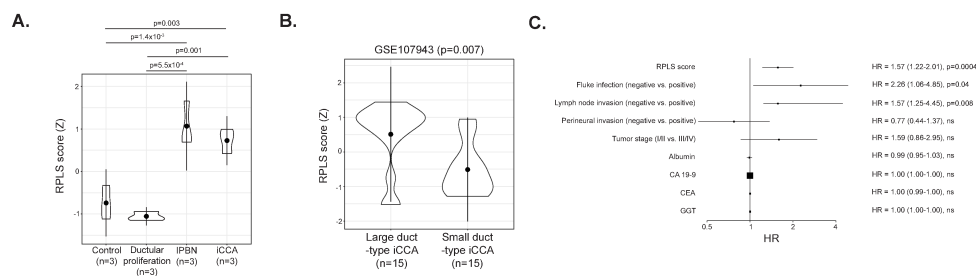 A.
p=0.003
p=1.4x10⁻³
p=0.001
p=5.5x10⁻⁴
RPLS score (Z)
2
1
0
-1
Control
(n=3)
Ductular
proliferation
(n=3)
IPBN
(n=3)
iCCA
(n=3)
B.
GSE107943 (p=0.007)
RPLS score (Z)
2
1
0
-1
-2
Large duct
-type iCCA
(n=15)
Small duct
-type iCCA
(n=15)
C.
RPLS score HR = 1.57 (1.22-2.01), p=0.0004
Fluke infection (negative vs. positive) HR = 2.26 (1.06-4.85), p=0.04
Lymph node invasion (negative vs. positive) HR = 1.57 (1.25-4.45), p=0.008
Perineural invasion (negative vs. positive) HR = 0.77 (0.44-1.37), ns
Tumor stage (I/II vs. III/IV) HR = 1.59 (0.86-2.95), ns
Albumin HR = 0.99 (0.95-1.03), ns
CA 19-9 HR = 1.00 (1.00-1.00), ns
CEA HR = 1.00 (0.99-1.00), ns
GGT HR = 1.00 (1.00-1.00), ns
0.5 1 2 4
HR